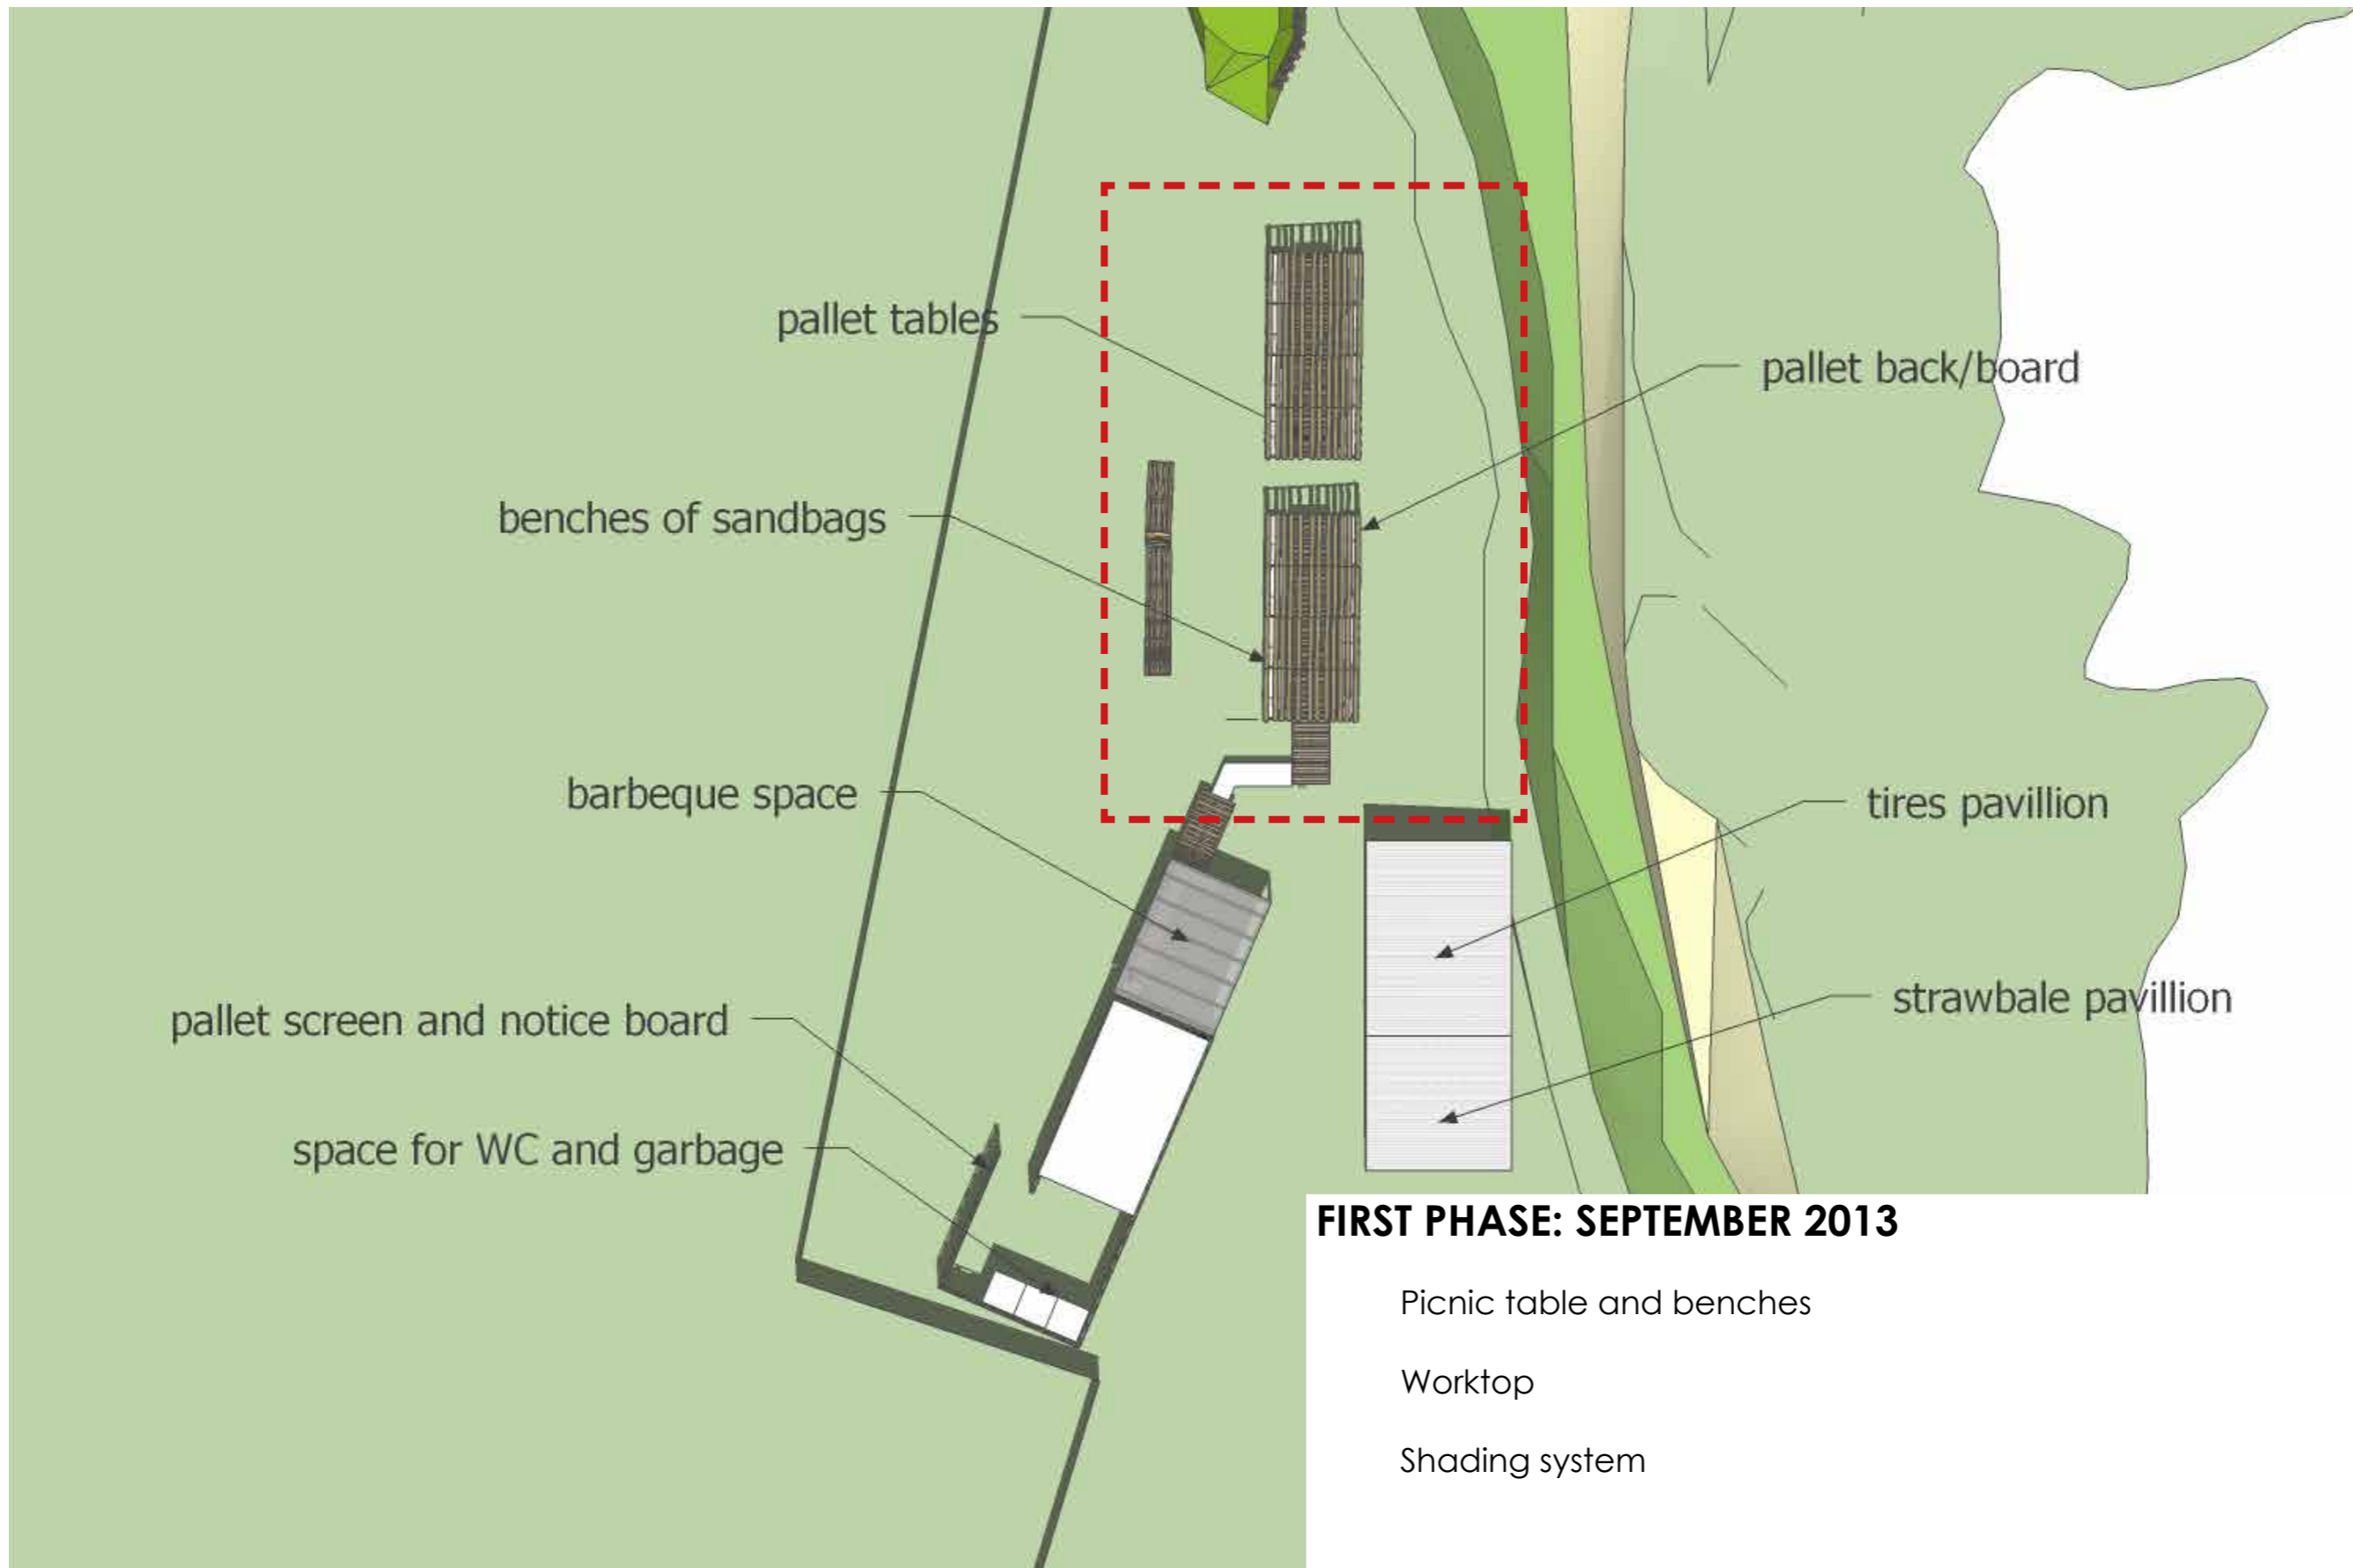 pallet tables
pallet back/board
benches of sandbags
barbeque space
tires pavillion
pallet screen and notice board
strawbale pavillion
space for WC and garbage
FIRST PHASE: SEPTEMBER 2013
Picnic table and benches
Worktop
Shading system